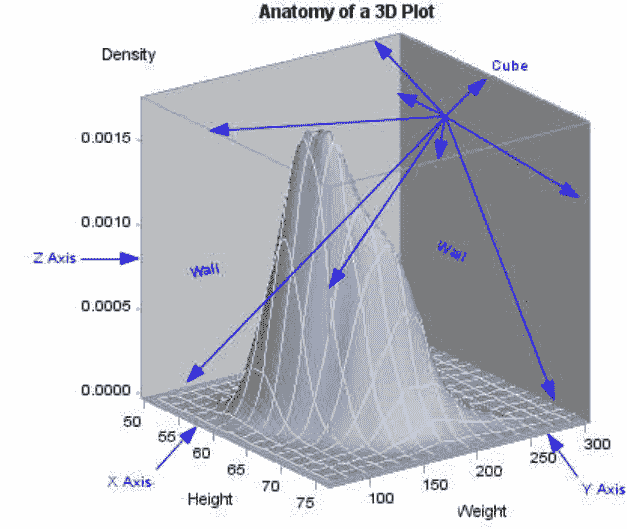 Anatomy of a 3D Plot
Density
Cube
0.0015
0.0010
Z Axis
Wall
Wall
0.0005
0.0000
50
55
60
65
70
75
100
150
200
250
300
X Axis
Height
Weight
Y Axis